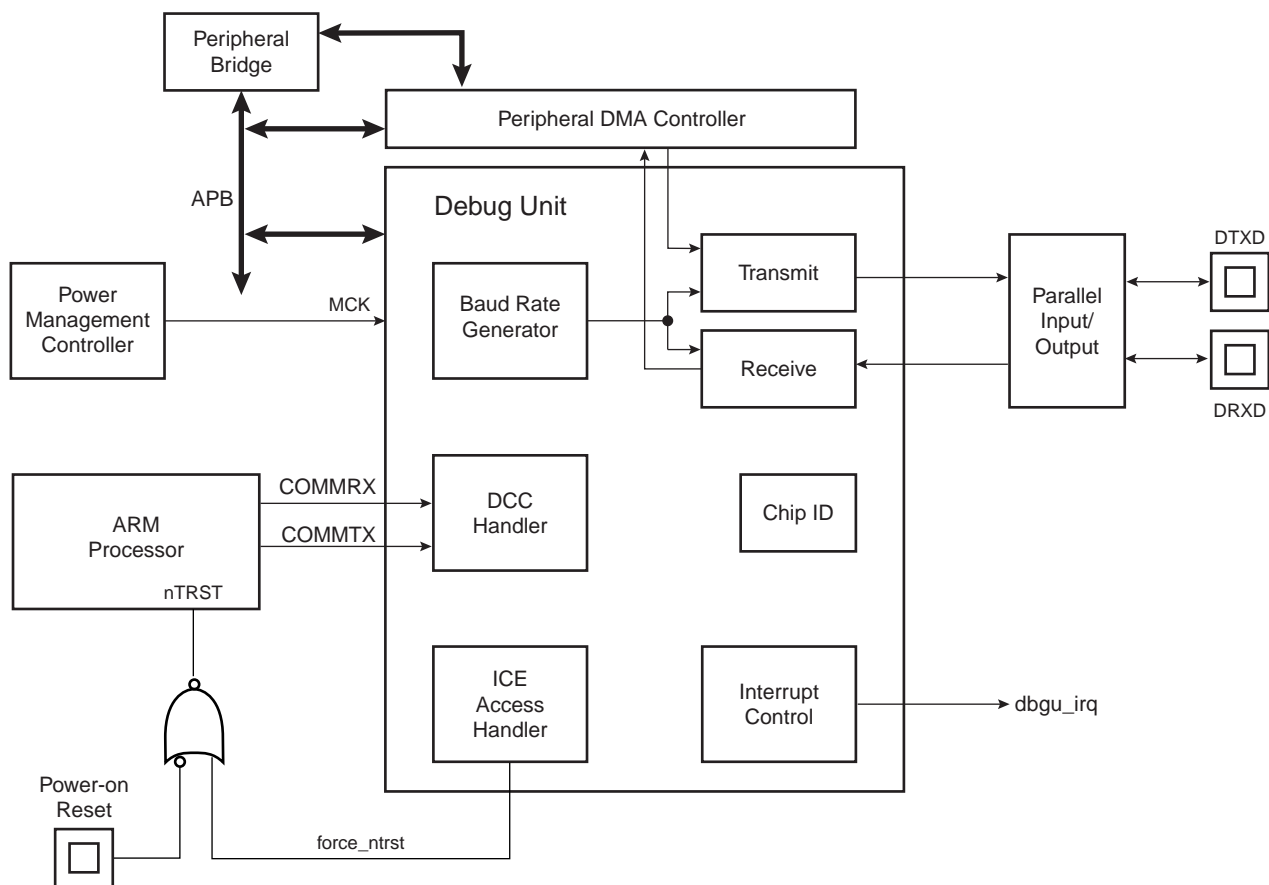 Peripheral
Bridge
Peripheral DMA Controller
APB
Debug Unit
DTXD
Transmit
Power
Management
Controller
MCK
Baud Rate
Generator
Parallel
Input/
Output
Receive
DRXD
COMMRX
ARM
Processor
COMMTX
DCC
Handler
Chip ID
nTRST
ICE
Access
Handler
Interrupt
Control
dbgu_irq
Power-on
Reset
force_ntrst